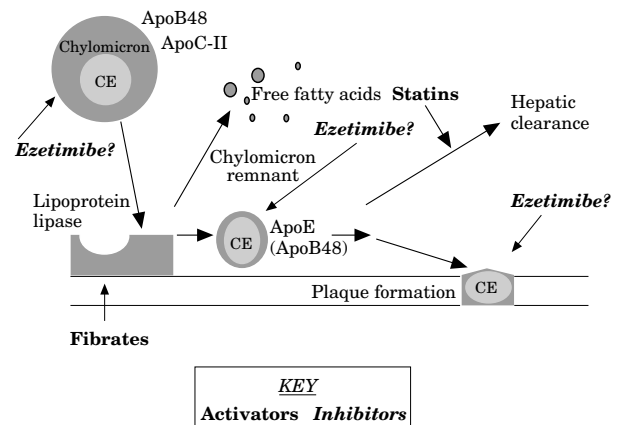 ApoB48
Chylomicron ApoC-II
CE
Free fatty acids Statins
Hepatic
clearance
Ezetimibe?
Ezetimibe?
Chylomicron
remnant
Lipoprotein
lipase
Ezetimibe?
CE
ApoE
(ApoB48)
Plaque formation
CE
Fibrates
KEY
Activators Inhibitors